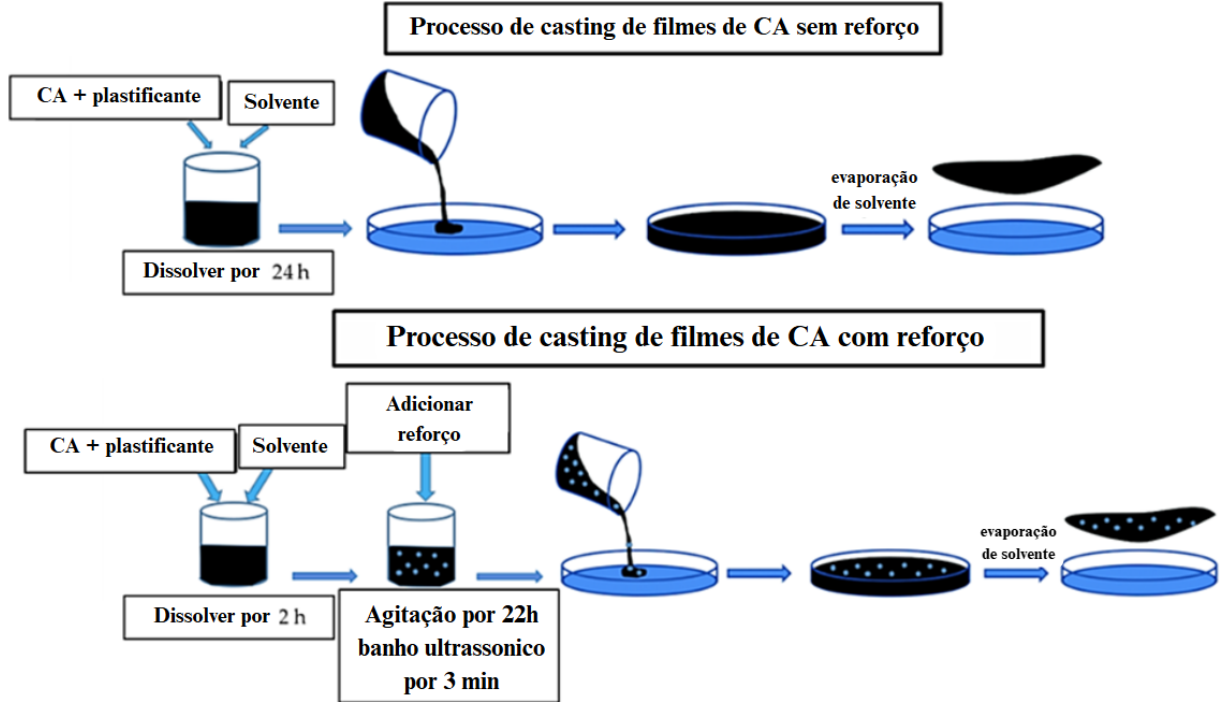 Processo de casting de filmes de CA sem reforço
CA + plastificante
Solvente
evaporação
de solvente
Dissolver por 24 h
Processo de casting de filmes de CA com reforço
Adicionar
reforço
CA + plastificante
Solvente
evaporação
de solvente
Dissolver por 2 h
Agitação por 22h
banho ultrassonico
por 3 min